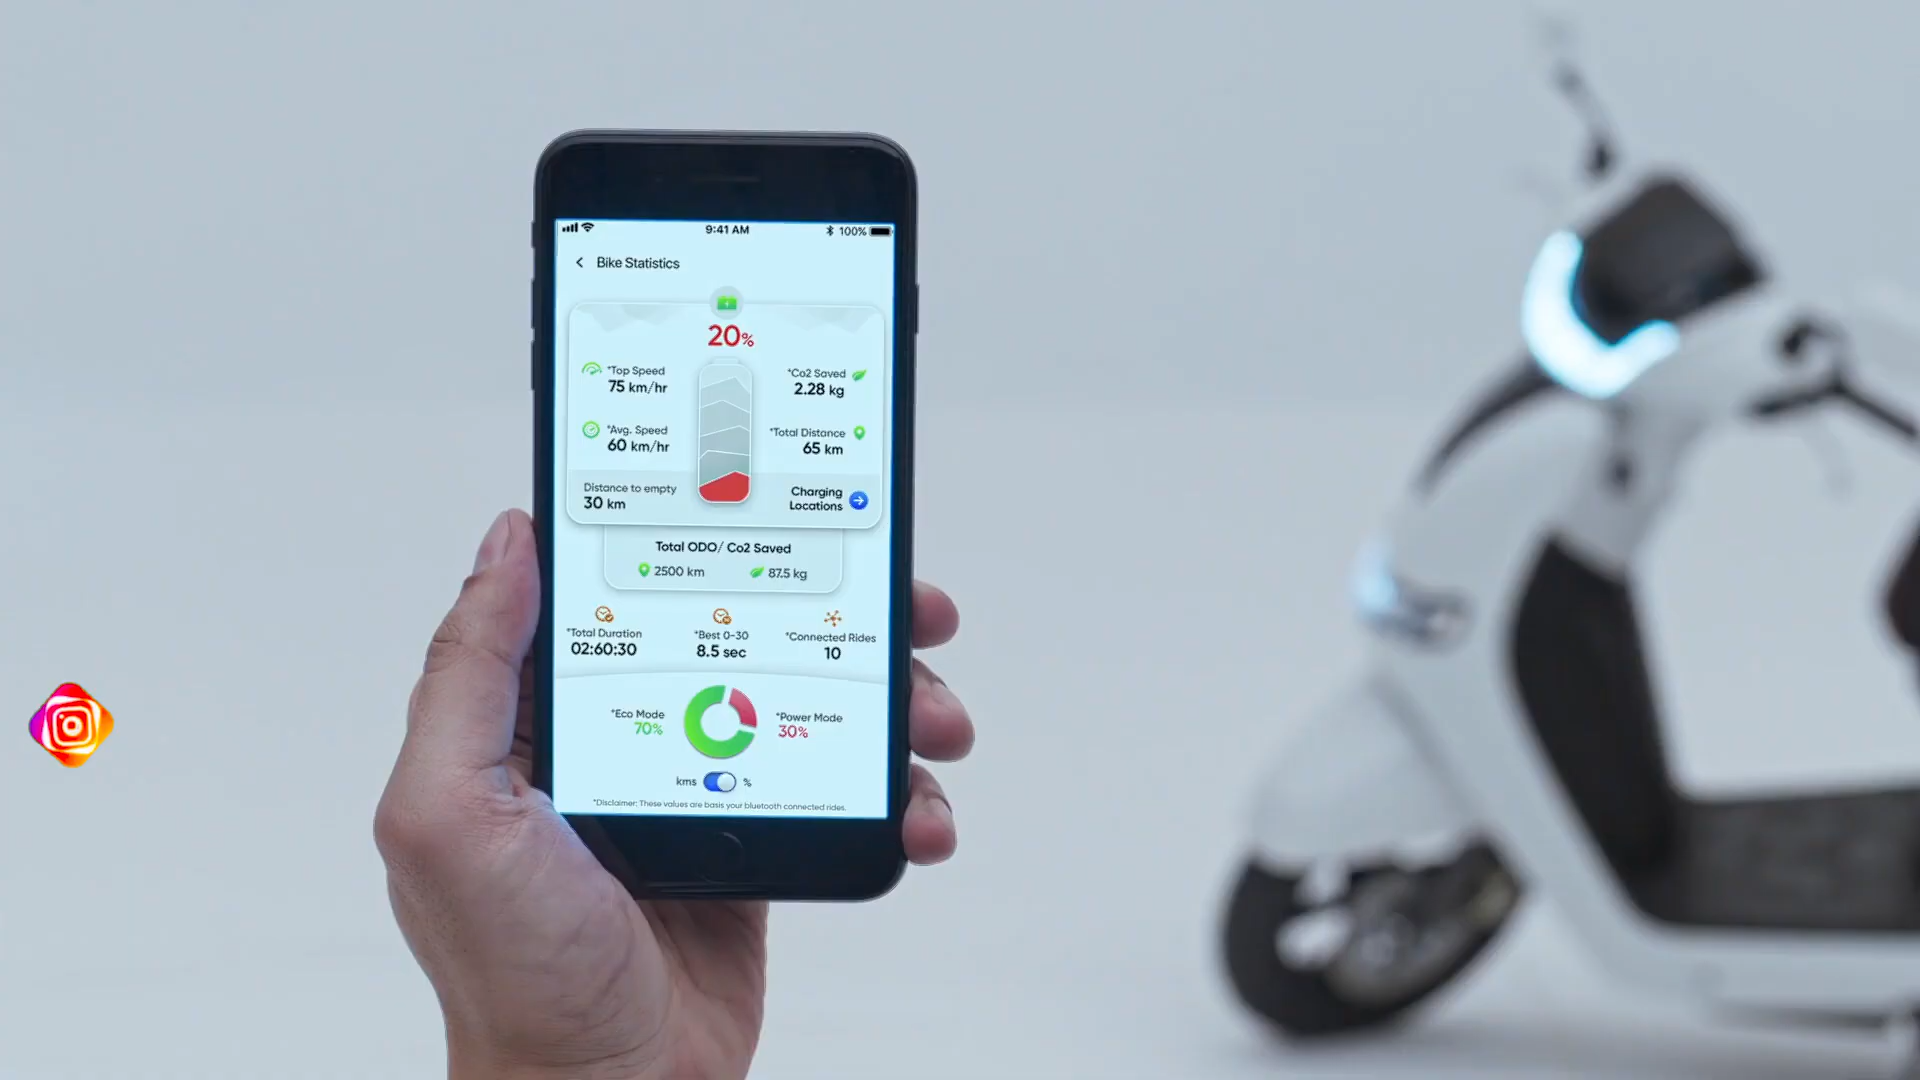 9:41 AM
100%
Bike Statistics
20%
*Top Speed
75 km/hr
*Co2 Saved
2.28 kg
*Avg. Speed
60 km/hr
*Total Distance
65 km
Distance to empty
30 km
Charging
Locations
Total ODO/ Co2 Saved
2500 km
87.5 kg
*Total Duration
02:60:30
*Best 0-30
8.5 sec
*Connected Rides
10
*Eco Mode
70%
*Power Mode
30%
kms
%
*Disclaimer: These values are basis your bluetooth connected rides.